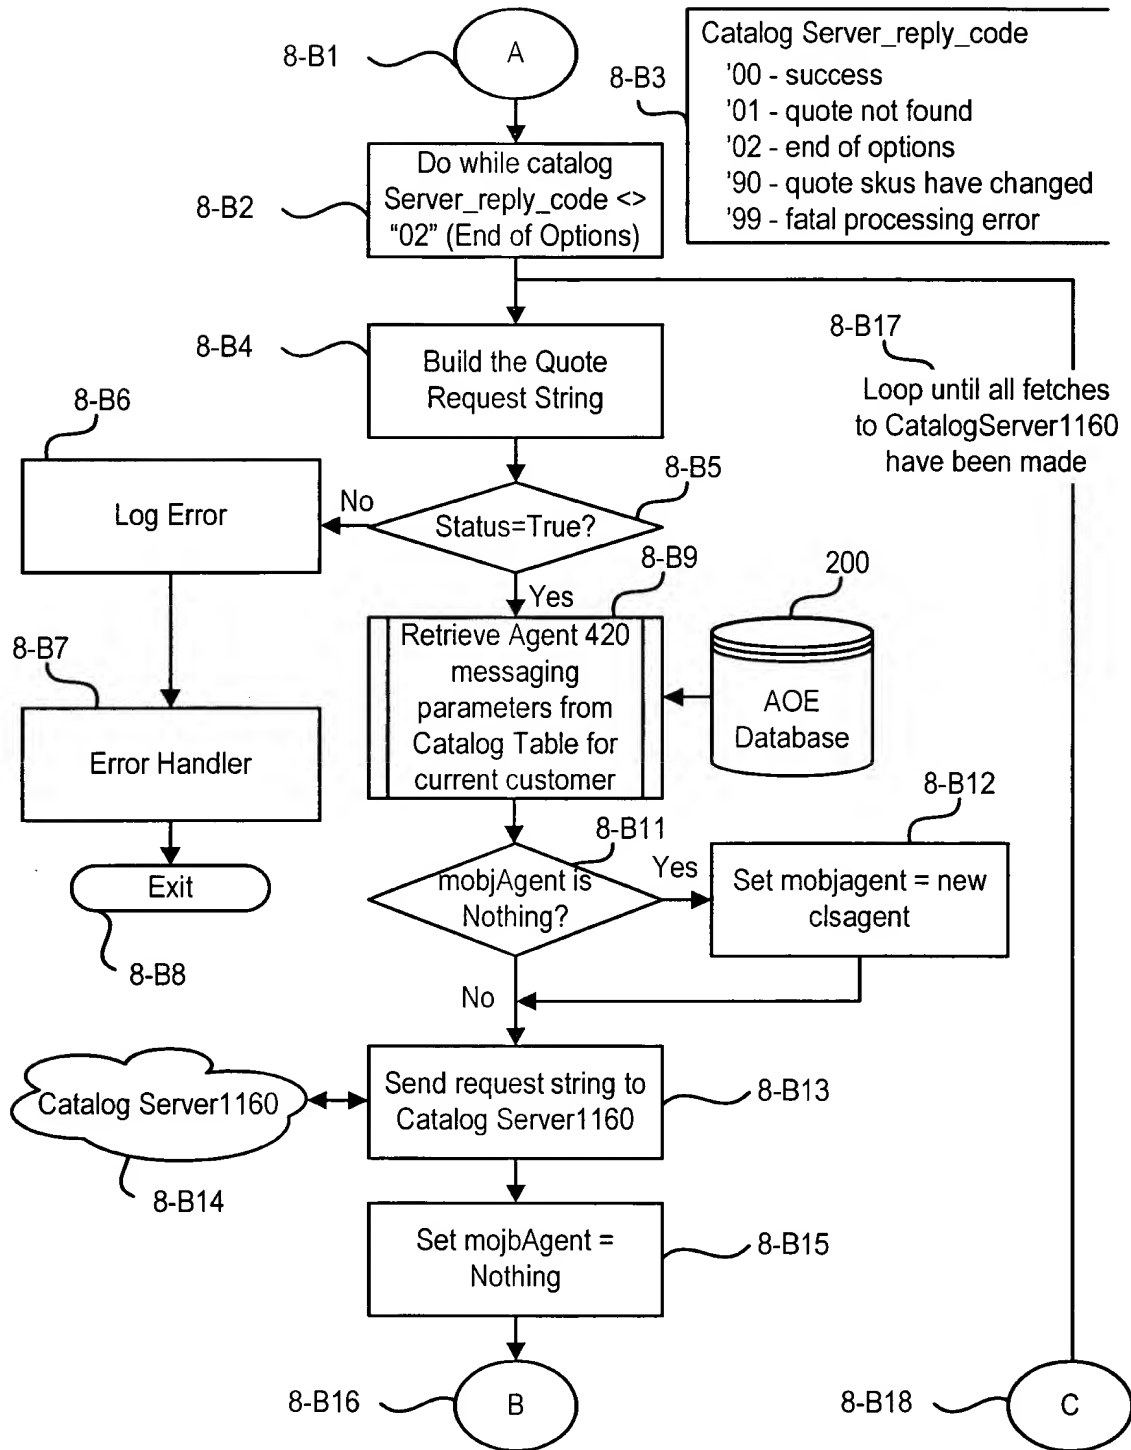 8-B1
A
8-B3
Catalog Server_reply_code
'00 - success
'01 - quote not found
'02 - end of options
'90 - quote skus have changed
'99 - fatal processing error
8-B2
Do while catalog
Server_reply_code <>
“02” (End of Options)
8-B4
Build the Quote
Request String
8-B17
Loop until all fetches
to CatalogServer1160
have been made
8-B6
Log Error
No
8-B5
Status=True?
Yes
8-B9
Retrieve Agent 420
messaging
parameters from
Catalog Table for
current customer
200
AOE
Database
8-B7
Error Handler
Exit
8-B8
8-B11
mobjAgent is
Nothing?
Yes
8-B12
Set mobjagent = new
clsagent
No
Catalog Server1160
8-B14
Send request string to
Catalog Server1160
8-B13
Set mojbAgent =
Nothing
8-B15
8-B16
B
8-B18
C